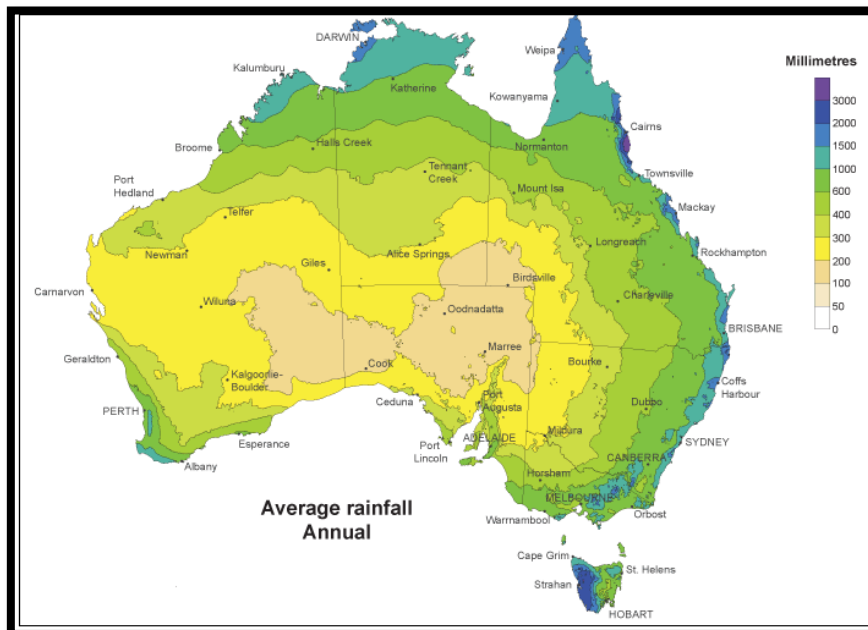 DARWIN
Weipa
Millimetres
Kalumburu
Katherine
Kowanyama
3000
2000
1500
1000
600
400
300
200
100
50
0
Cairns
Broome
Halls Creek
Normanton
Tennant
Creek
Townsville
Port
Hedland
Mount Isa
Mackay
Telfer
Newman
Alice Springs
Longreach
Rockhampton
Giles
Birdsville
Carnarvon
Wiluna
Oodnadatta
Charleville
BRISBANE
Geraldton
Marree
Cook
Bourke
Kalgoorlie-
Boulder
Coffs
Harbour
Ceduna
Port
Augusta
Dubbo
PERTH
Esperance
Port
Lincoln
ADELAIDE
Mildura
SYDNEY
Albany
CANBERRA
Horsham
MELBOURNE
Average rainfall
Annual
Warrnambool
Orbost
Cape Grim
St. Helens
Strahan
HOBART